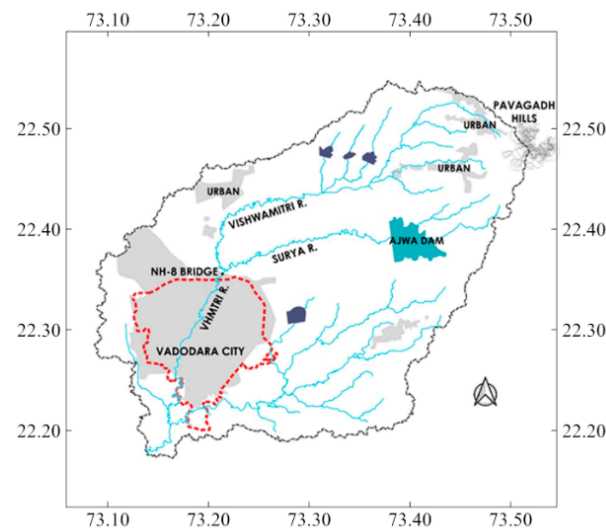 73.10 73.20 73.30 73.40 73.50
PAVAGADH
HILLS
22.50 URBAN 22.50
URBAN
URBAN
VISHWAMITRI R.
22.40 22.40
AJWA DAM
SURYA R.
NH-8 BRIDGE
VHMTRI R.
22.30 22.30
VADODARA CITY
22.20 22.20
73.10 73.20 73.30 73.40 73.50